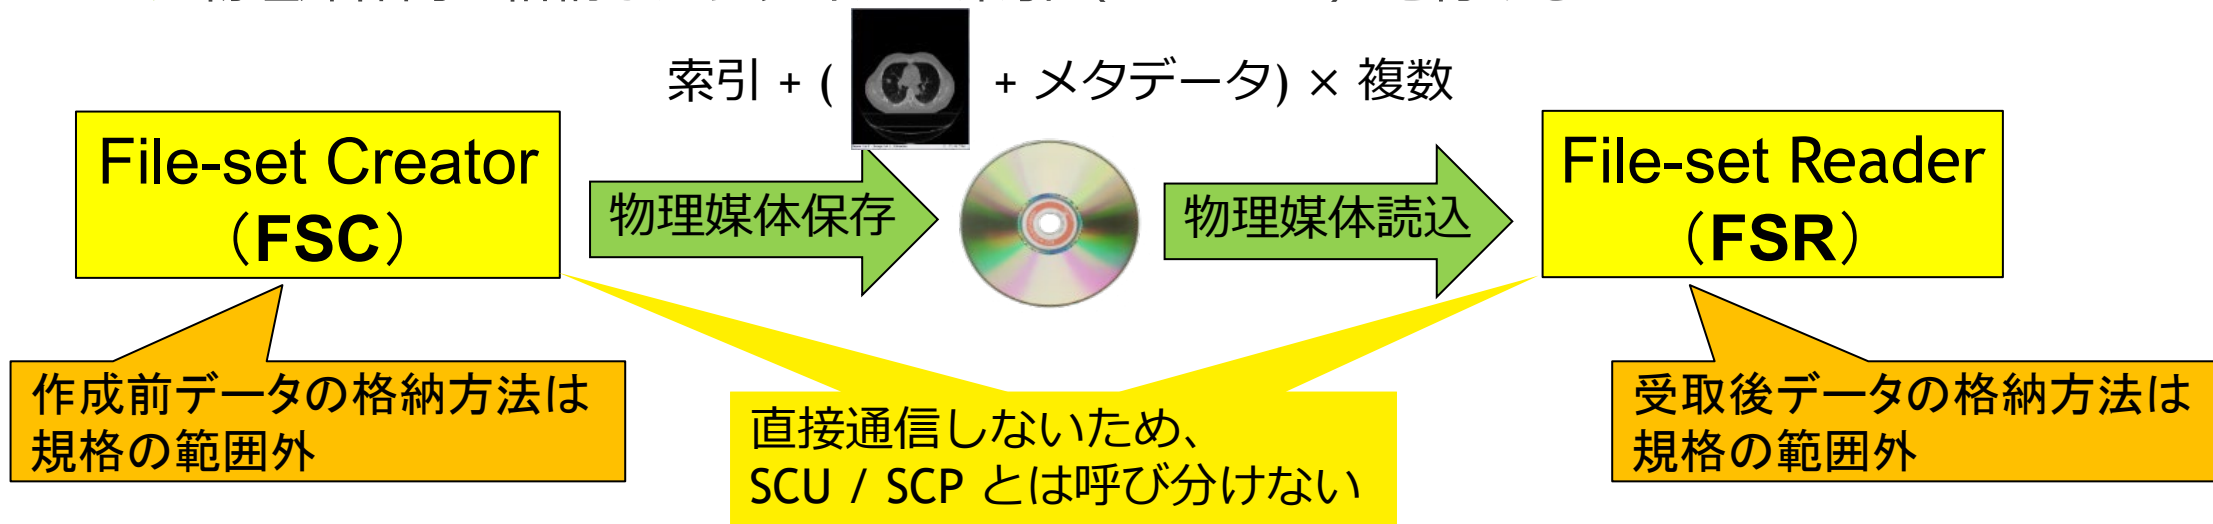 索引 + ( + メタデータ) × 複数
File-set Creator
（FSC）
物理媒体保存
物理媒体読込
File-set Reader
（FSR）
作成前データの格納方法は
規格の範囲外
直接通信しないため、
SCU / SCP とは呼び分けない
受取後データの格納方法は
規格の範囲外